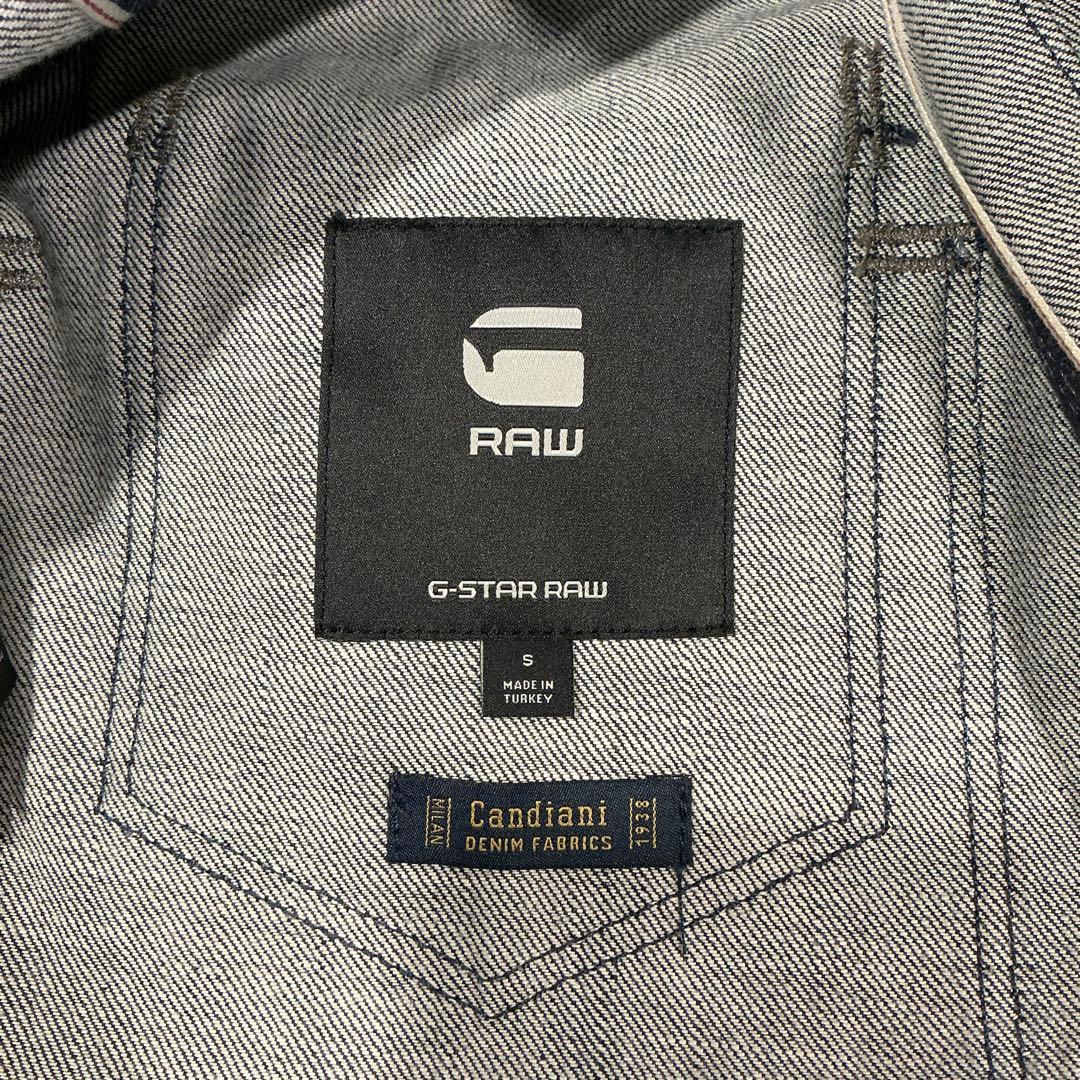 RAW
G-STAR RAW
S
MADE IN
TURKEY
MILAN
Candiani
DENIM FABRICS
1938